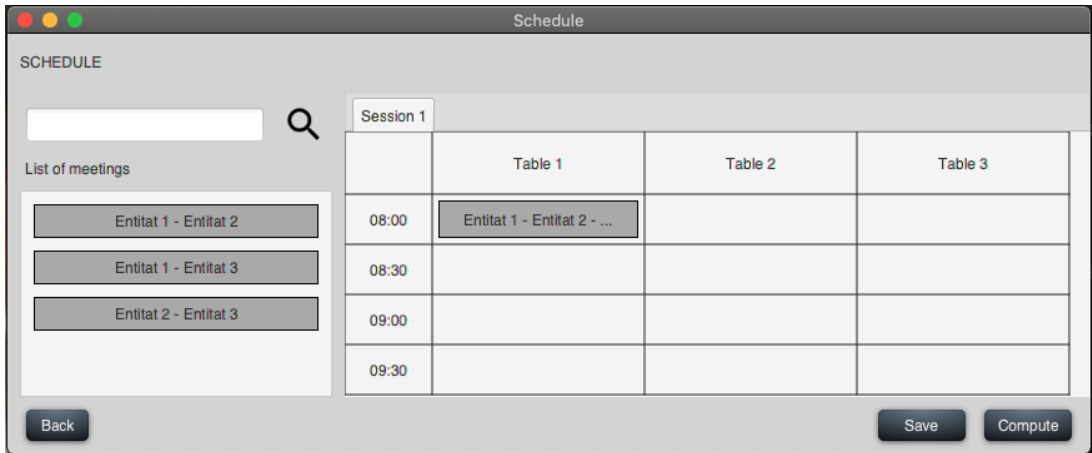 Schedule
SCHEDULE
List of meetings
Entitat 1 - Entitat 2
Entitat 1 - Entitat 3
Entitat 2 - Entitat 3
Session 1
Table 1 Table 2 Table 3
08:00 Entitat 1 - Entitat 2 - ...
08:30
09:00
09:30
Back Save Compute